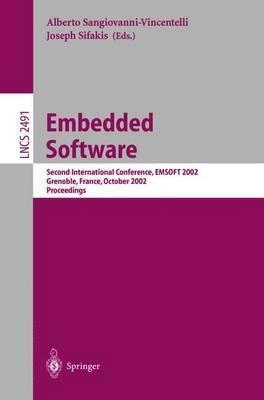 Alberto Sangiovanni-Vincentelli
Joseph Sifakis (Eds.)
LNCS 2491
Embedded
Software
Second International Conference, EMSOFT 2002
Grenoble, France, October 2002
Proceedings
Springer